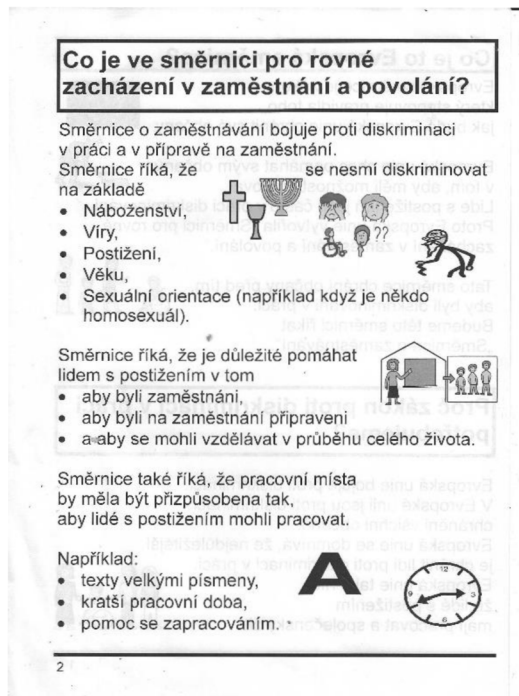 Co je ve směrnici pro rovné
zacházení v zaměstnání a povolání?
Směrnice o zaměstnávání bojuje proti diskriminaci
v práci a v přípravě na zaměstnání.
Směrnice říká, že se nesmí diskriminovat
na základě
• Náboženství,
• Víry,
Postižení,
• Věku,
• Sexuální orientace (například když je někdo
homosexuál).
Směrnice říká, že je důležité pomáhat
lidem s postižením v tom
• aby byli zaměstnáni,
• aby byli na zaměstnání připraveni
• a aby se mohli vzdělávat v průběhu celého života.
Směrnice také říká, že pracovní místa
by měla být přizpůsobena tak,
aby lidé s postižením mohli pracovat.
Například:
• texty velkými písmeny,
• kratší pracovní doba,
• pomoc se zapracováním.
??
A
12
3
6
9
2